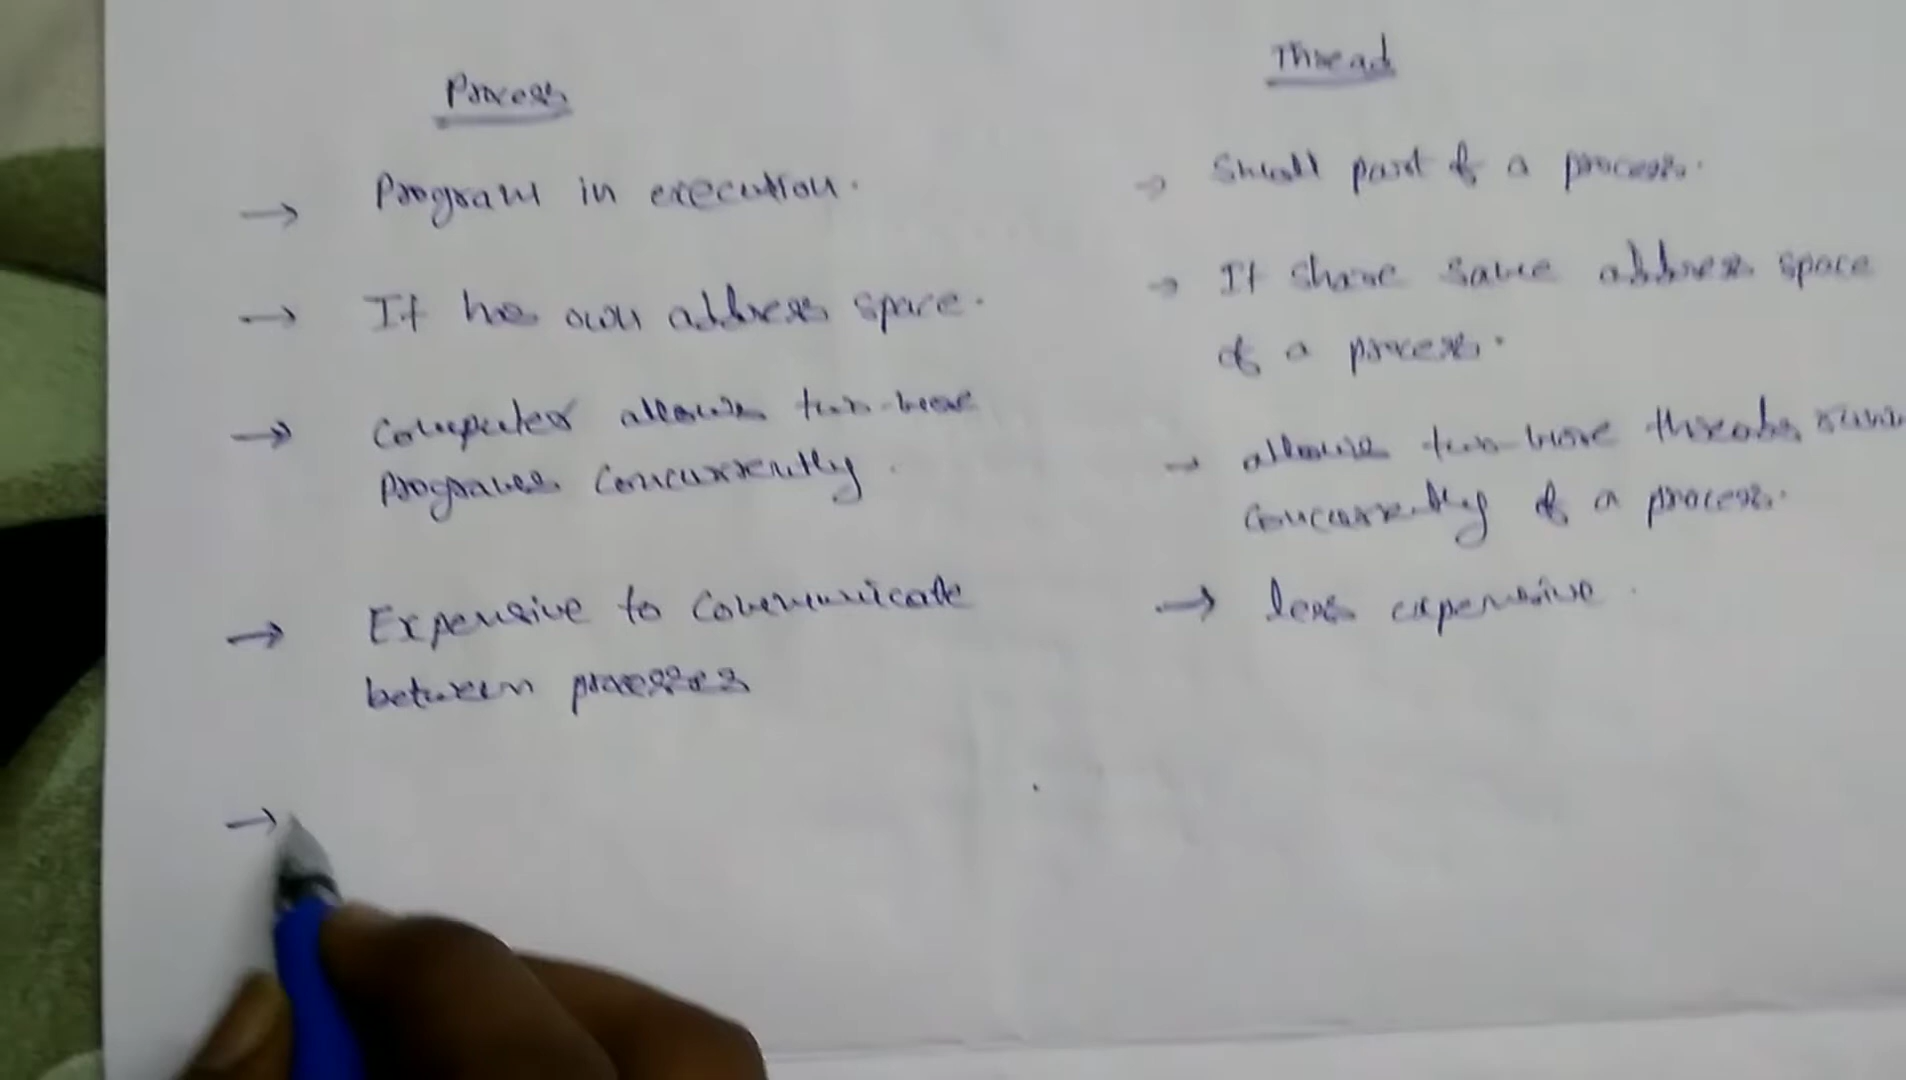 Process
→ Program in execution.
→ It has own address space.
→ Computer allows two-more
programes concurrently.
→ Expensive to communicate
between processes
→
Thread
→ Small part of a process.
→ It share same address space
of a process.
→ allows two-more threads
concurrently of a process.
→ less expensive.